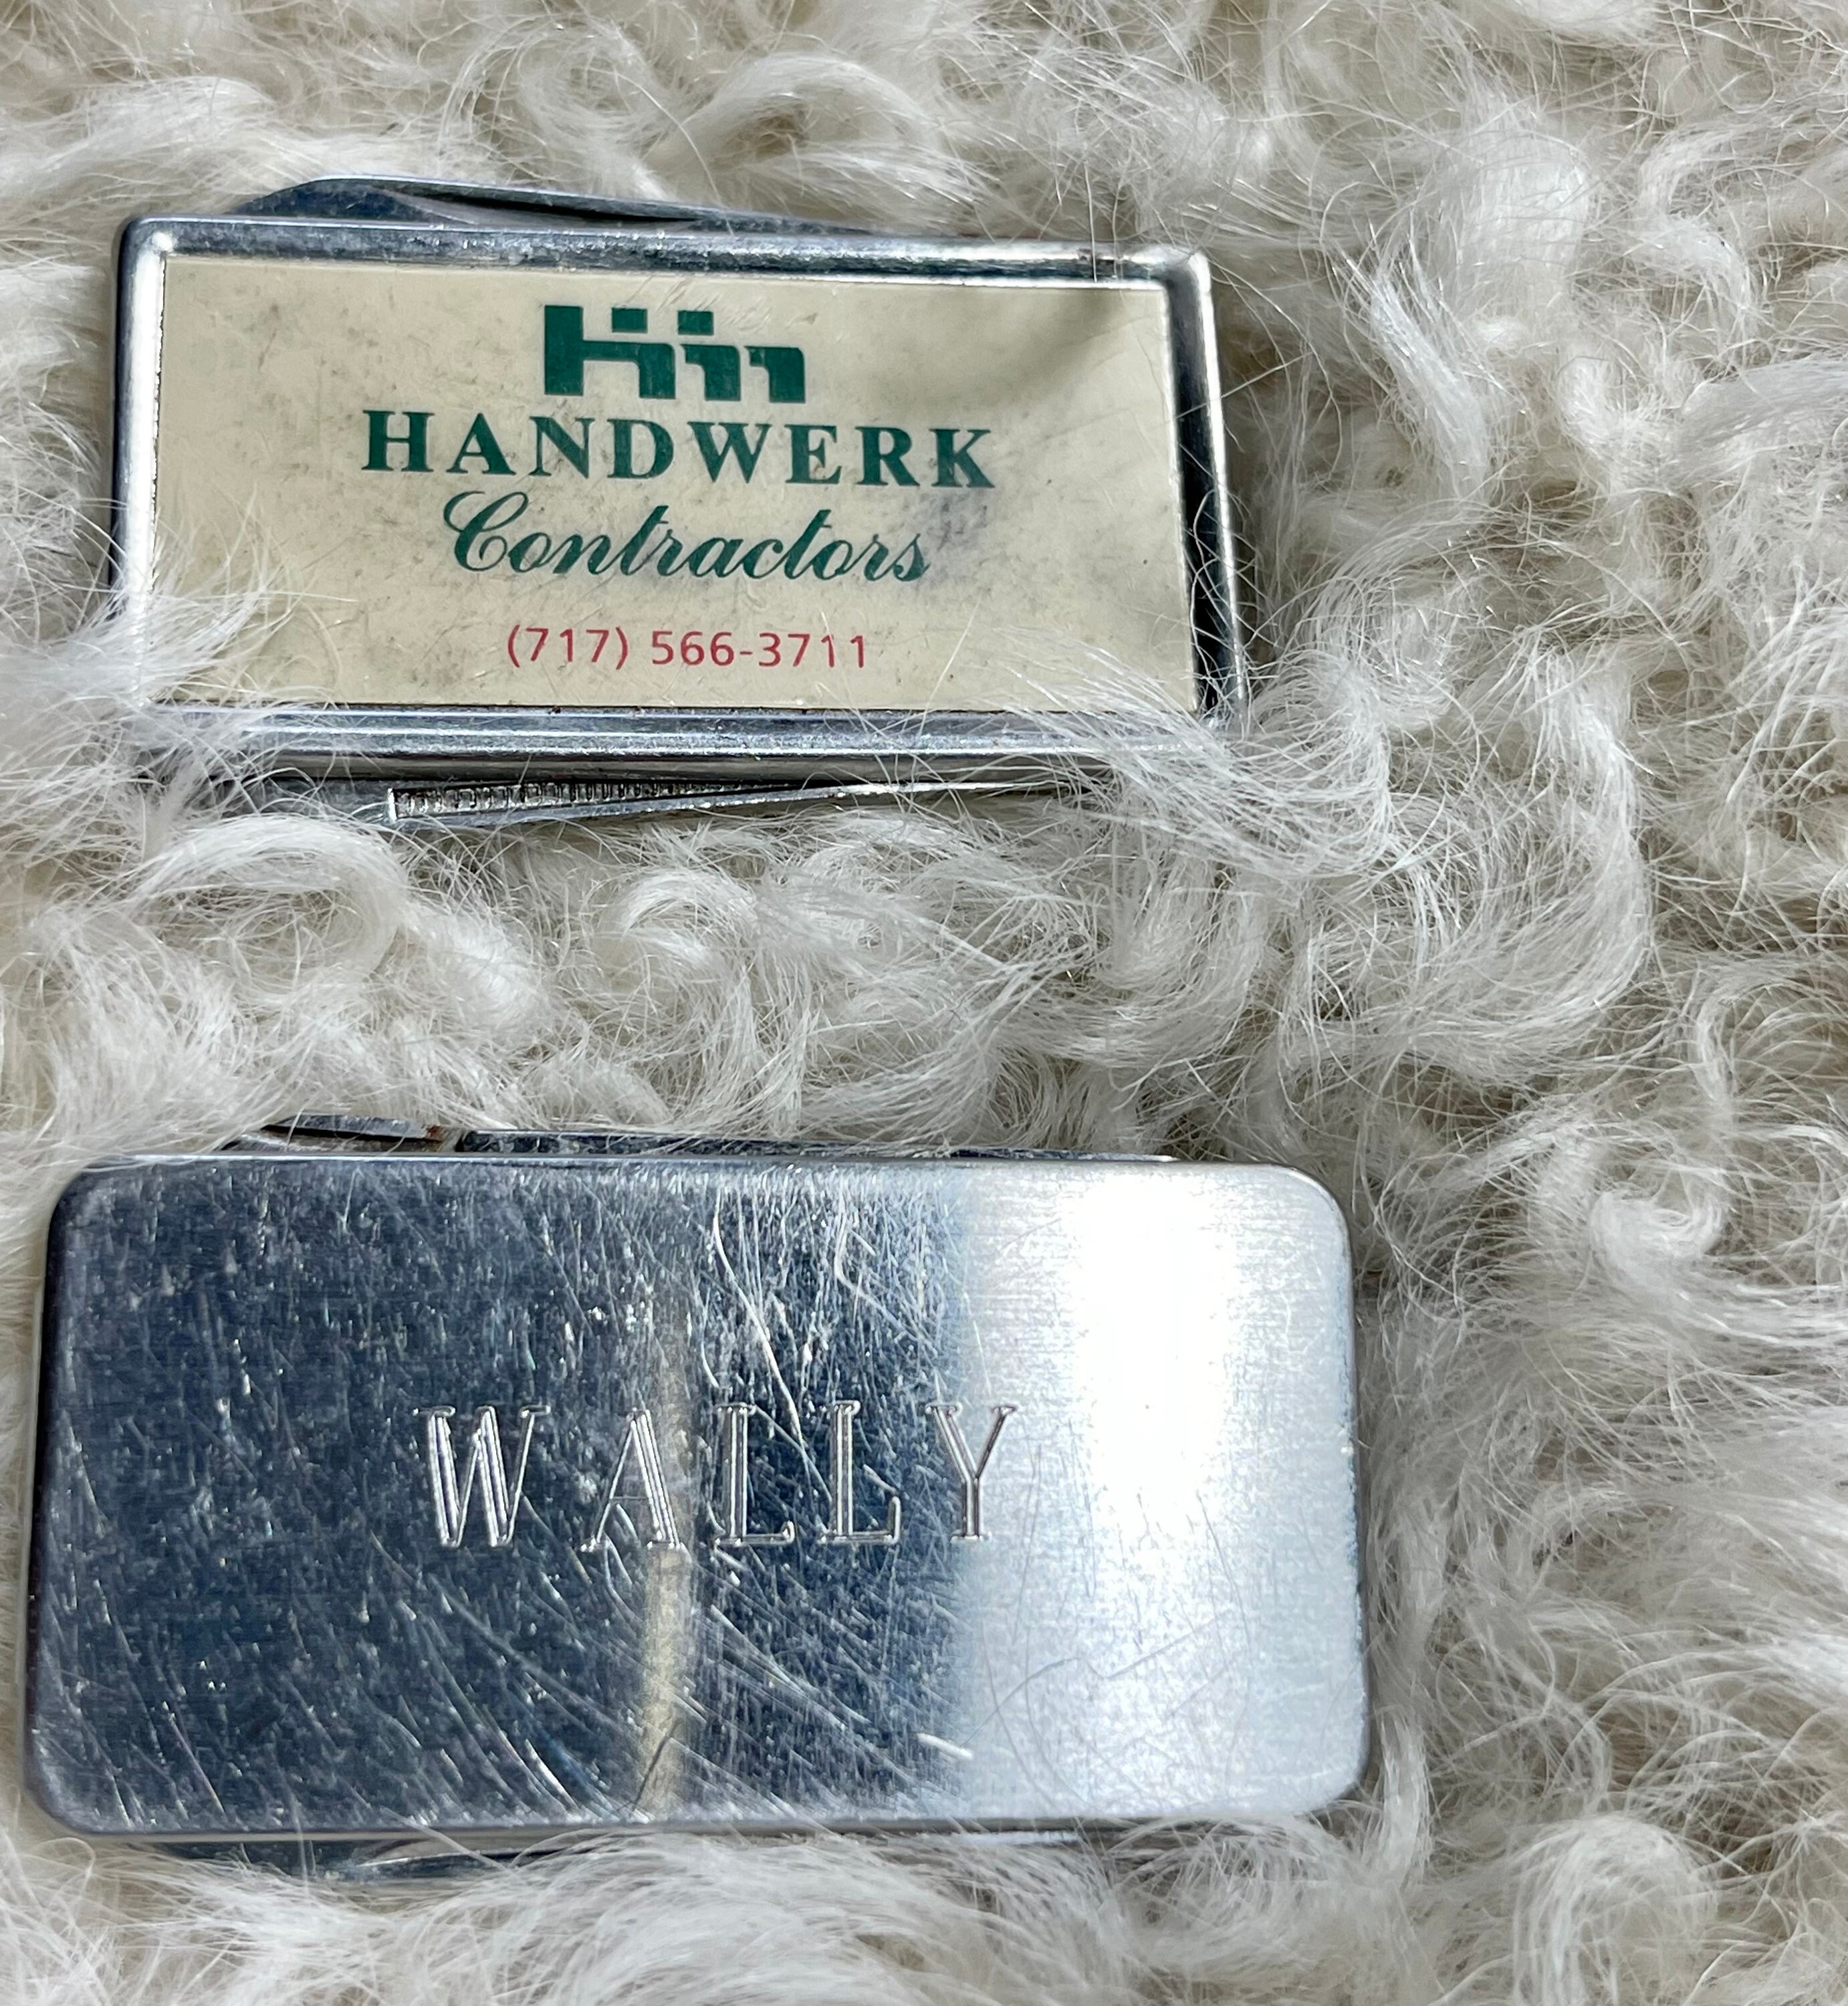 HANDWERK
Contractors
(717) 566-3711
WALLY